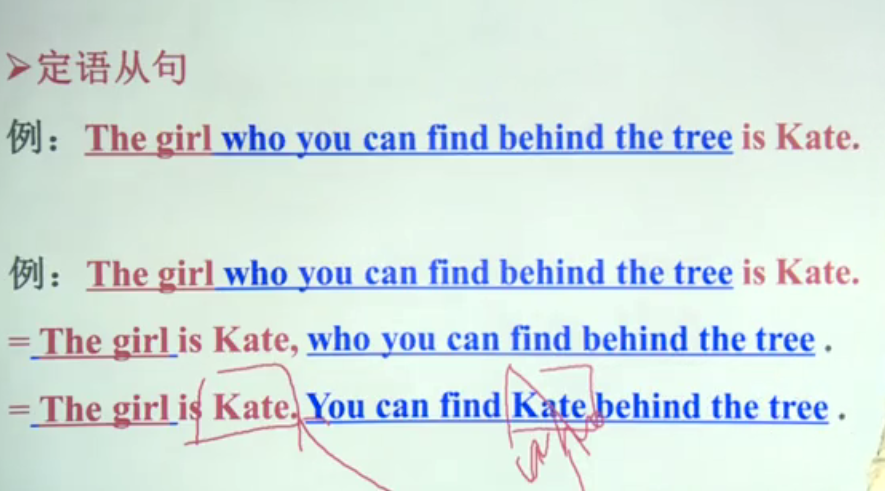 ➢定语从句
例：The girl who you can find behind the tree is Kate.
例：The girl who you can find behind the tree is Kate.
= The girl is Kate, who you can find behind the tree .
= The girl is Kate. You can find Kate behind the tree .